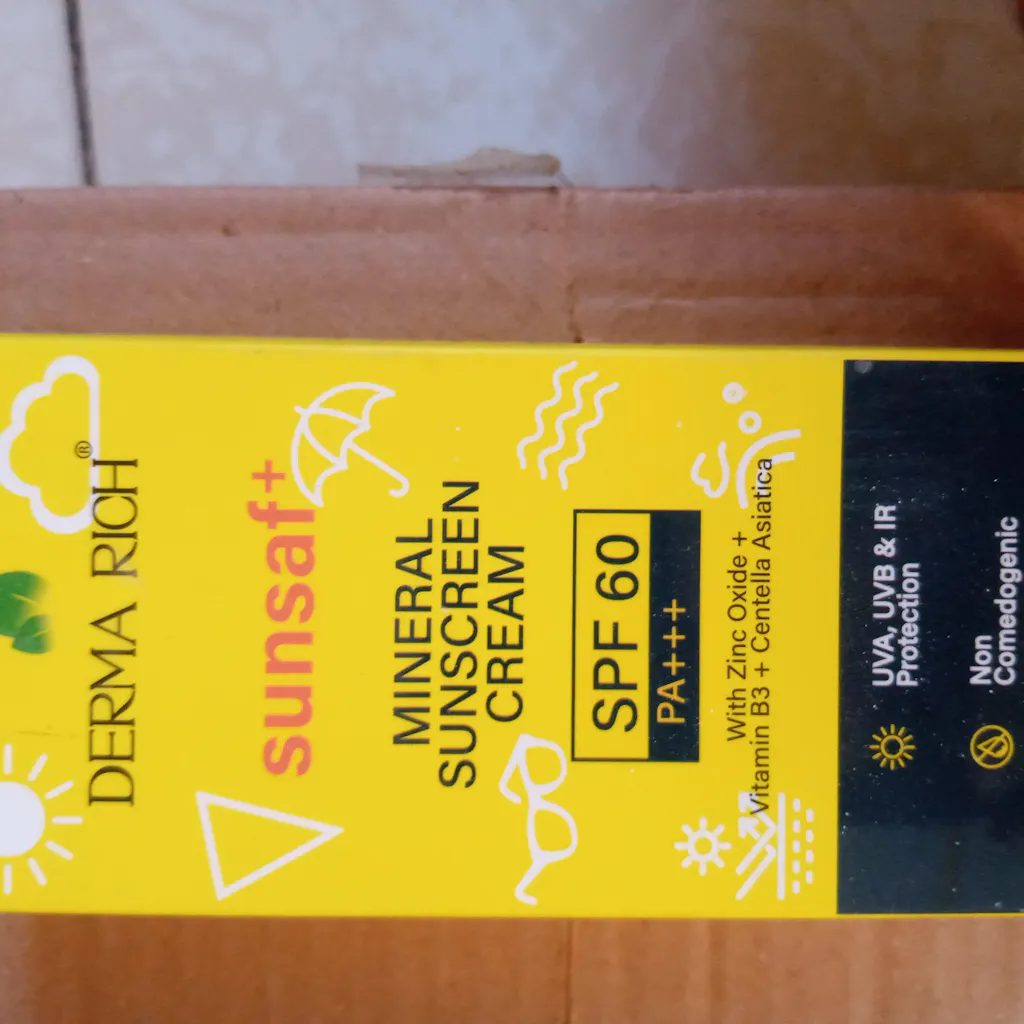 DERMA RICH®
sunsaf+
MINERAL
SUNSCREEN
CREAM
SPF 60
PA+++
With Zinc Oxide +
Vitamin B3 + Centella Asiatica
UVA, UVB & IR
Protection
Non
Comedogenic